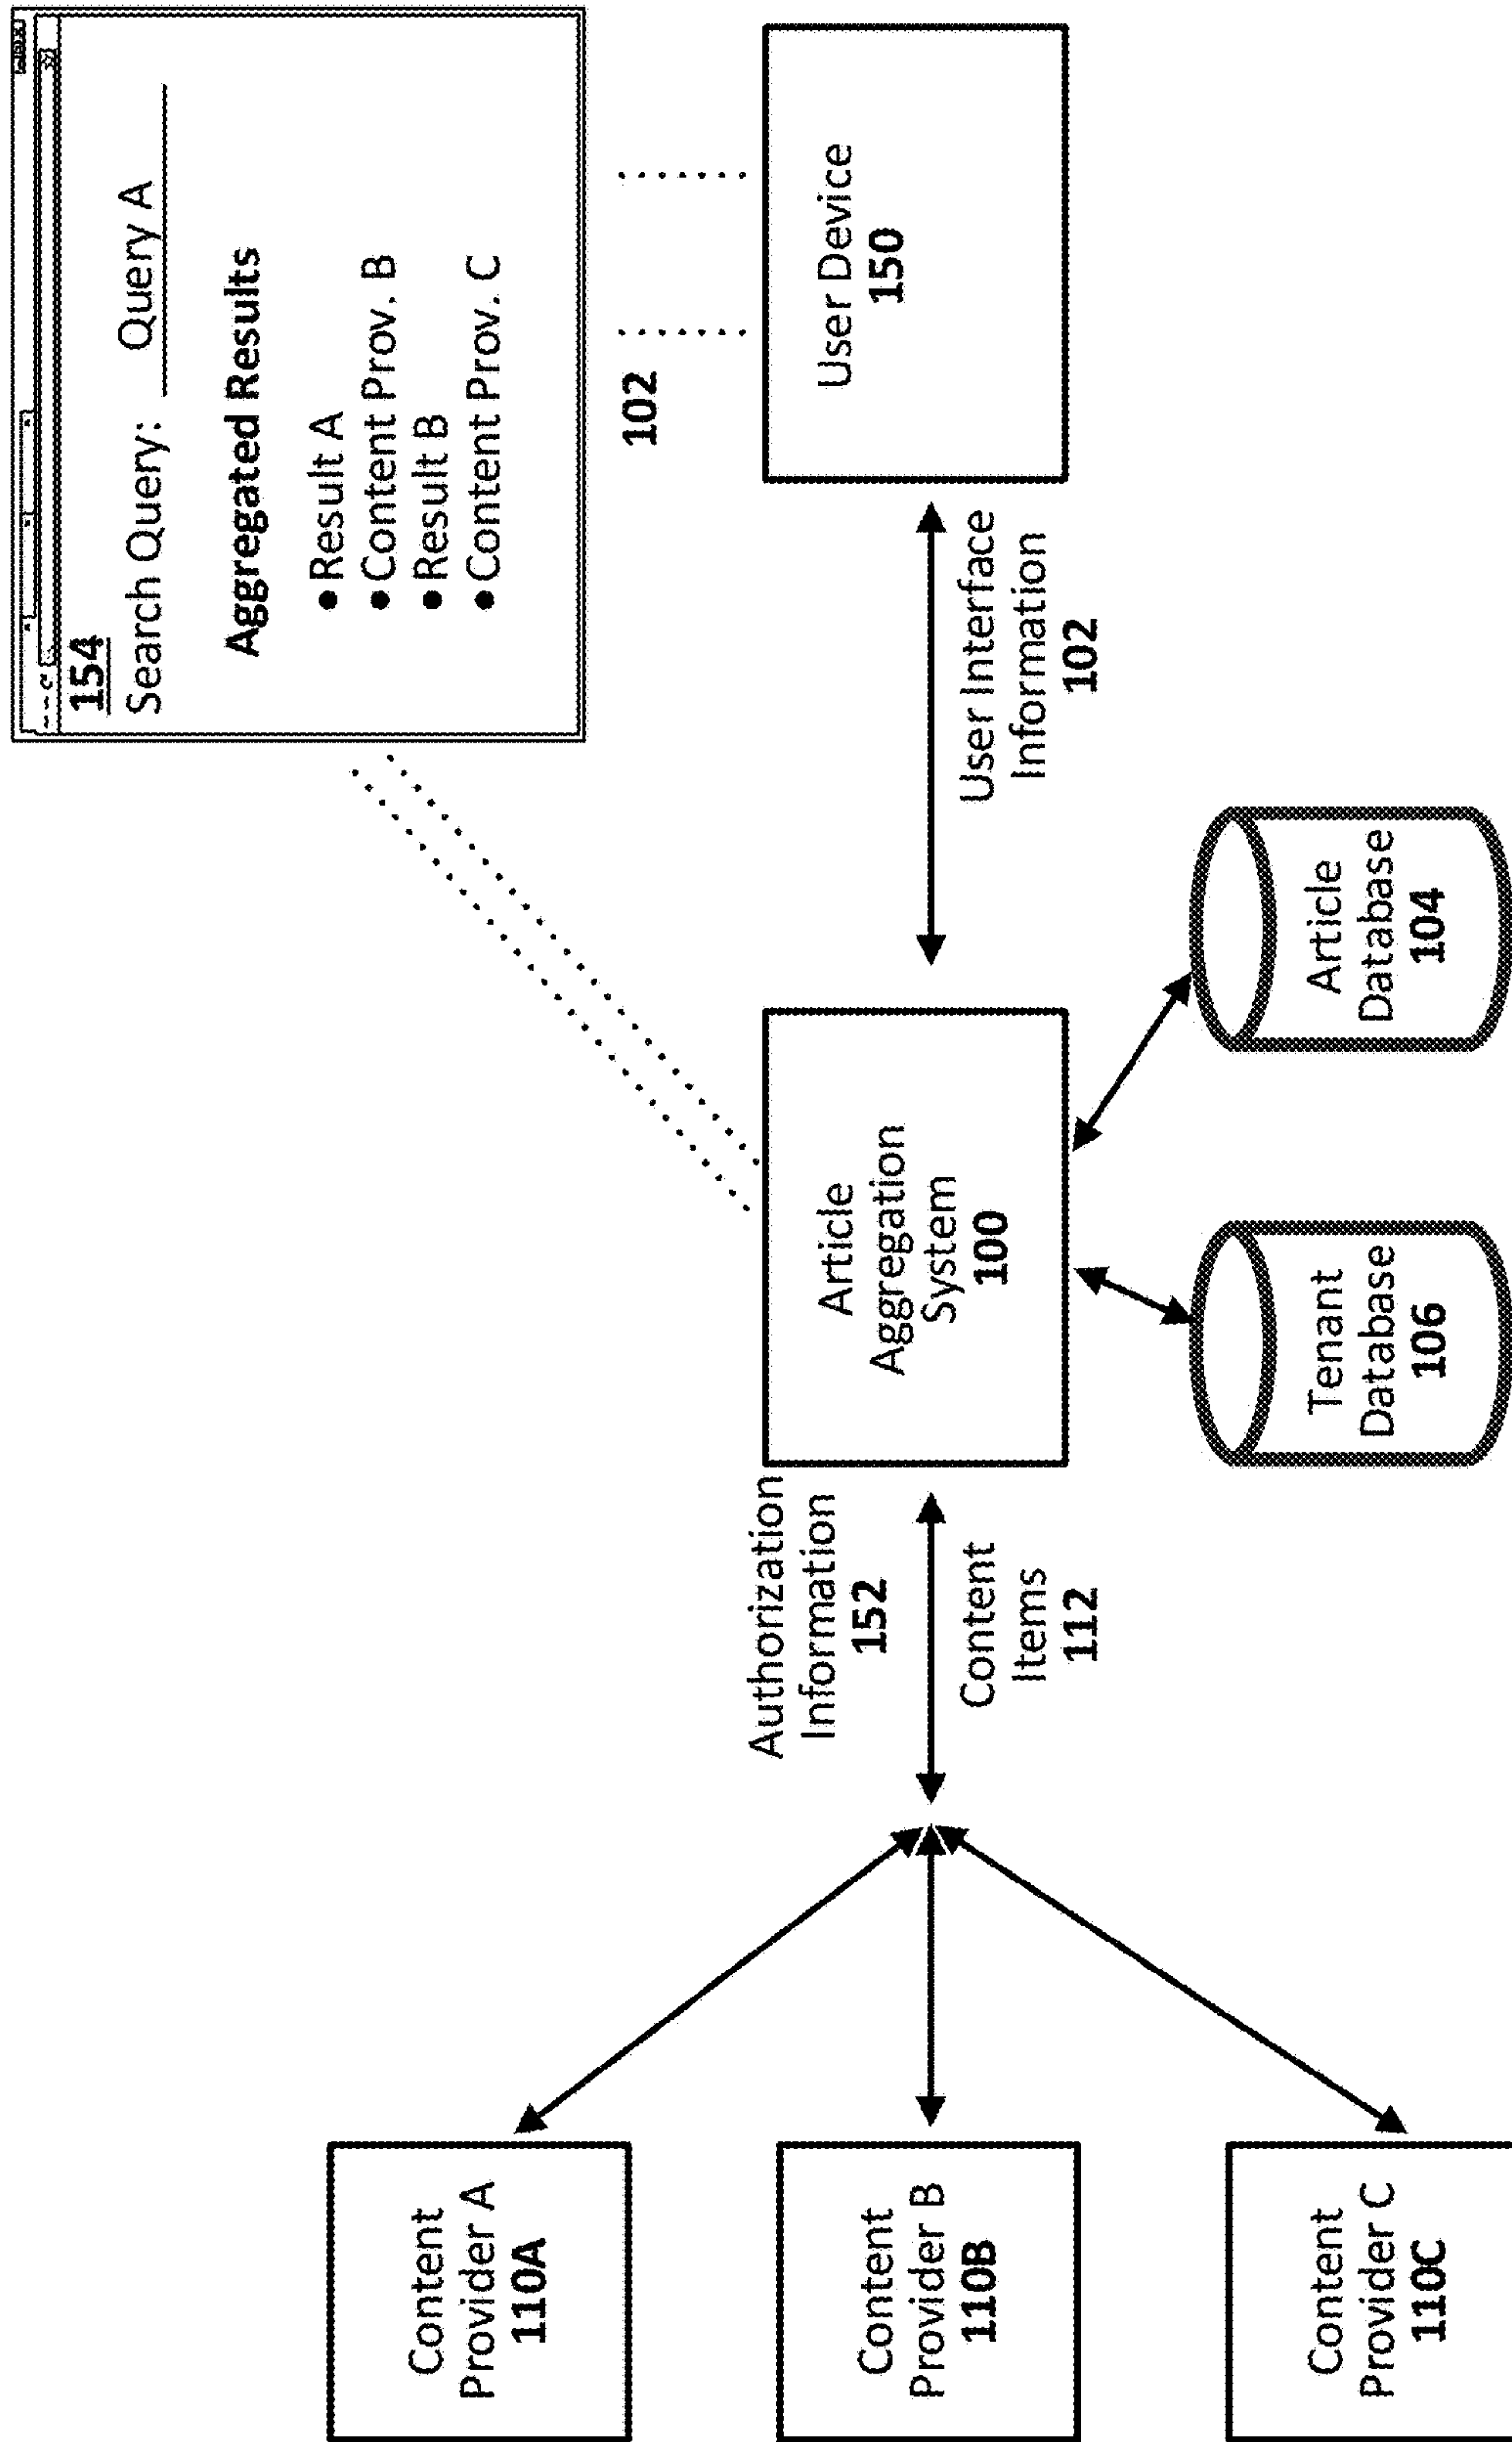 154
Search Query: Query A
Aggregated Results
• Result A
• Content Prov. B
• Result B
• Content Prov. C
102
Content
Provider A
110A
Content
Provider B
110B
Content
Provider C
110C
Authorization
Information
152
Content
Items
112
Article
Aggregation
System
100
User Interface
Information
102
User Device
150
Tenant
Database
106
Article
Database
104